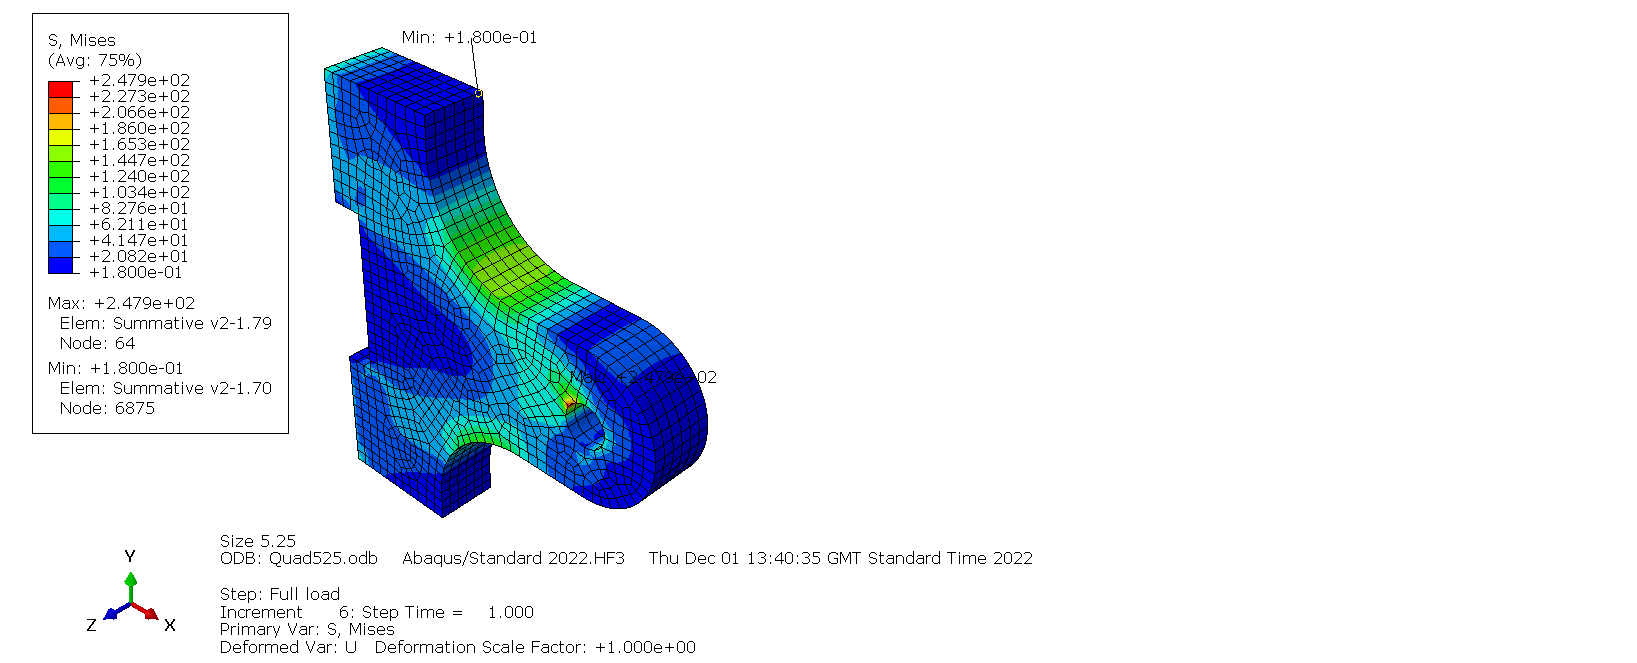 Min: +1.800e-01
S, Mises
(Avg: 75%)
+2.479e+02
+2.273e+02
+2.066e+02
+1.860e+02
+1.653e+02
+1.447e+02
+1.240e+02
+1.034e+02
+8.276e+01
+6.211e+01
+4.147e+01
+2.082e+01
+1.800e-01
Max: +2.479e+02
Elem: Summative v2-1.79
Node: 64
Min: +1.800e-01
Elem: Summative v2-1.70
Node: 6875
Size 5.25
ODB: Quad525.odb Abaqus/Standard 2022.HF3 Thu Dec 01 13:40:35 GMT Standard Time 2022
Step: Full load
Increment 6: Step Time = 1.000
Primary Var: S, Mises
Deformed Var: U Deformation Scale Factor: +1.000e+00
Y
Z
X